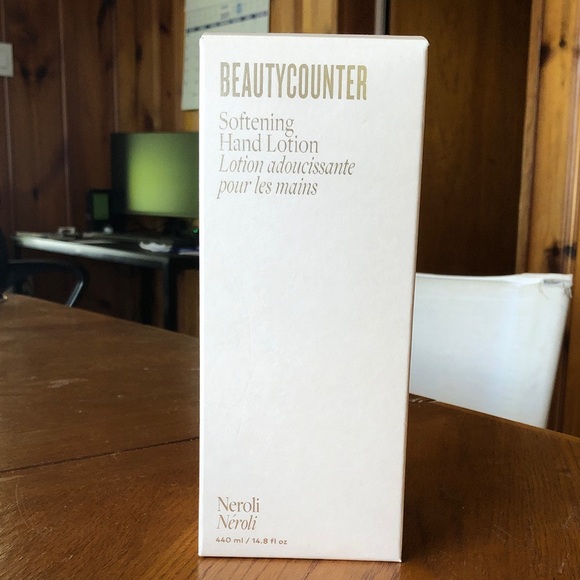 BEAUTYCOUNTER
Softening
Hand Lotion
Lotion adoucissante
pour les mains
Neroli
Néroli
440 ml / 14.8 fl oz